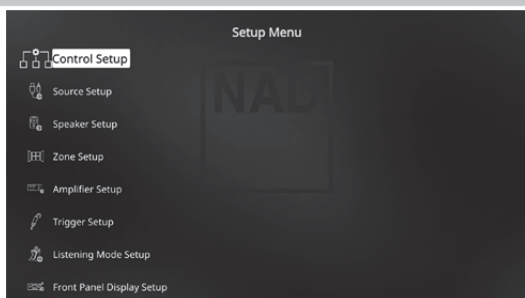 Setup Menu
Control Setup
NAD
Source Setup
Speaker Setup
Zone Setup
Amplifier Setup
Trigger Setup
Listening Mode Setup
Front Panel Display Setup